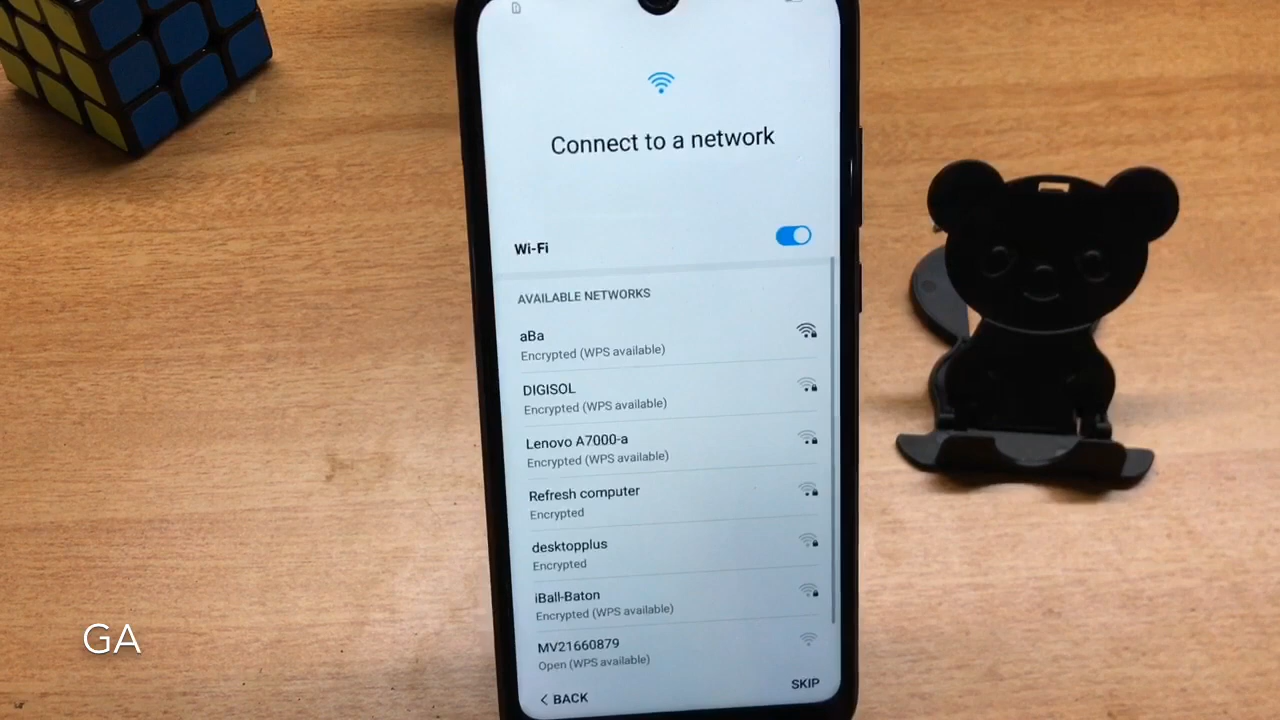 Connect to a network
Wi-Fi
AVAILABLE NETWORKS
aBa
Encrypted (WPS available)
DIGISOL
Encrypted (WPS available)
Lenovo A7000-a
Encrypted (WPS available)
Refresh computer
Encrypted
desktopplus
Encrypted
iBall-Baton
Encrypted (WPS available)
MV21660879
Open (WPS available)
BACK
SKIP
GA